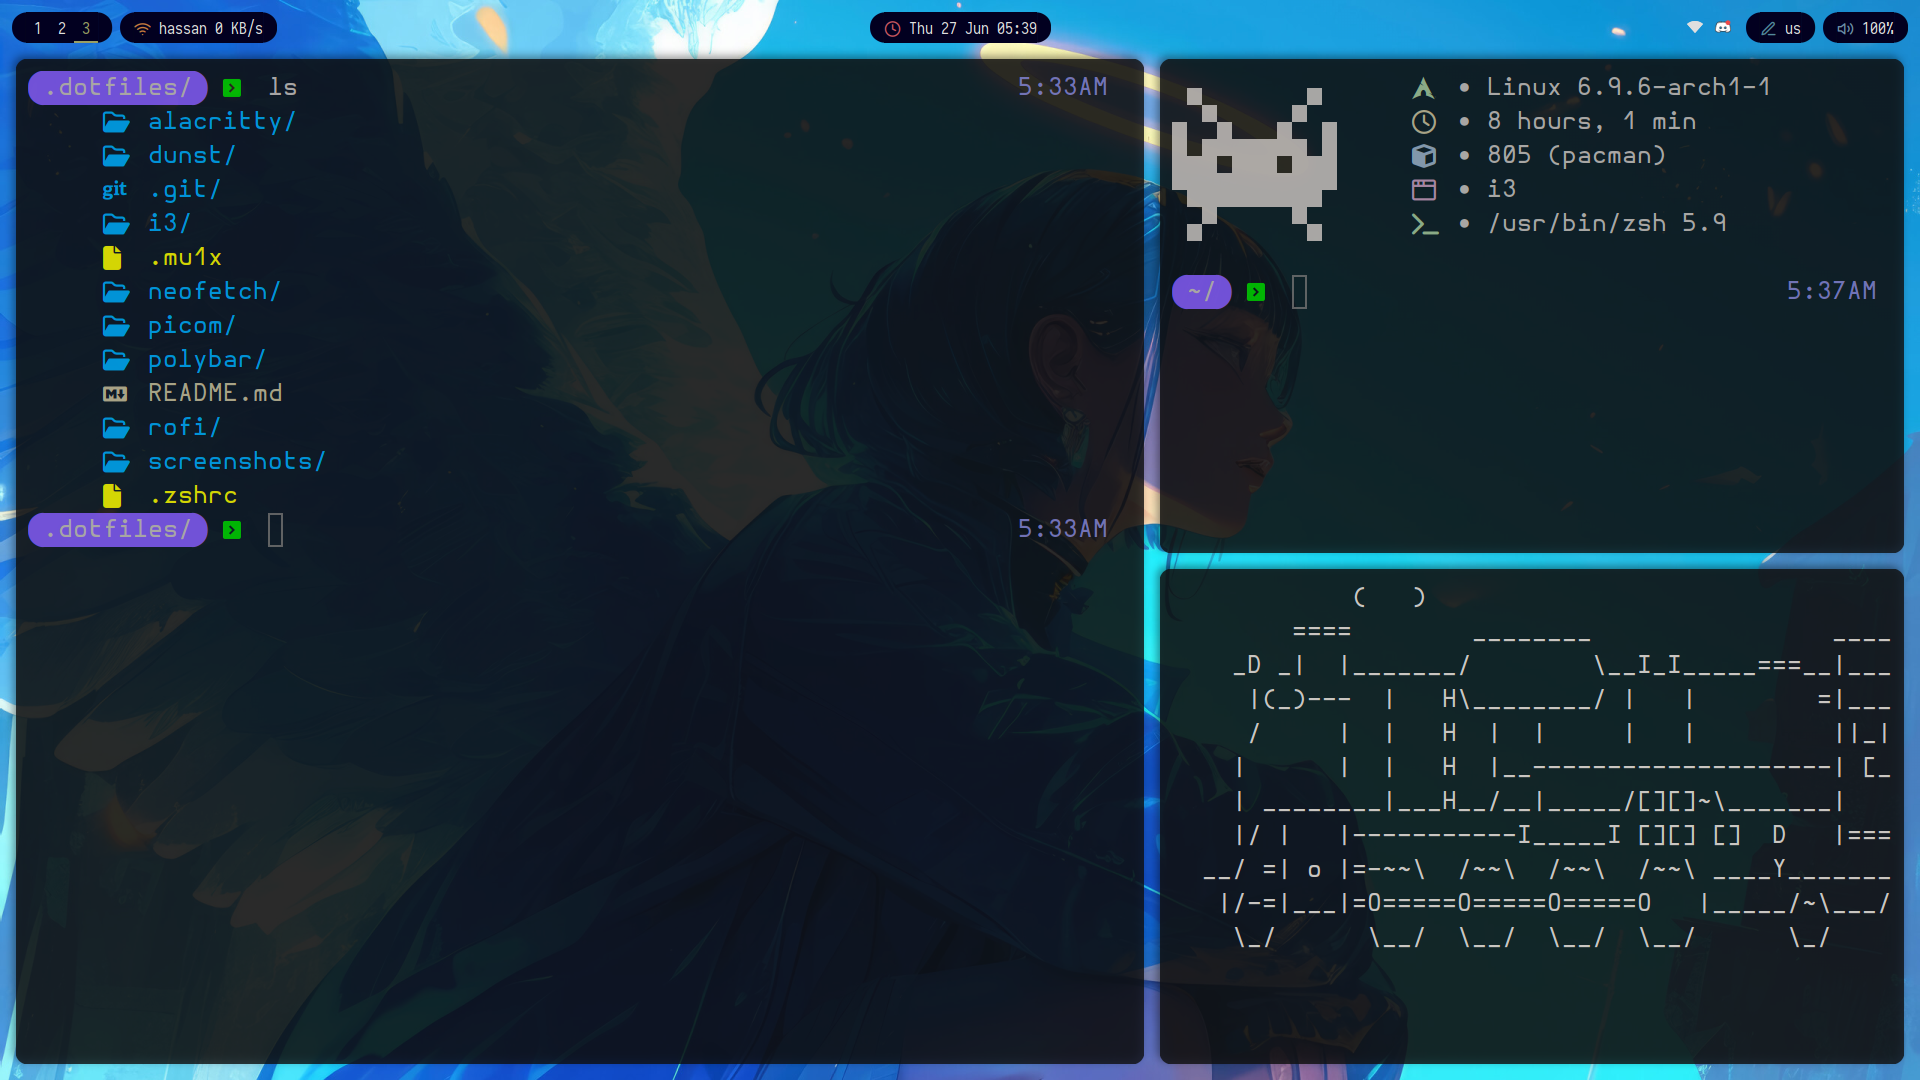 1 2 3
hassan 0 KB/s
Thu 27 Jun 05:39
us
100%
.dotfiles/ ls 5:33AM
alacritty/
dunst/
git .git/
i3/
.mu1x
neofetch/
picom/
polybar/
README.md
rofi/
screenshots/
.zshrc
.dotfiles/ 5:33AM
• Linux 6.9.6-arch1-1
• 8 hours, 1 min
• 805 (pacman)
• i3
• /usr/bin/zsh 5.9
~/ 5:37AM
          (   )
      ====        ________                ____
  _D _|  |_______/        \__I_I_____===__|___
   |(_)---  |   H\________/ |   |        =|___
   /     |  |   H  |  |     |   |         ||_|
  |      |  |   H  |__--------------------| [_
  | ________|___H__/__|_____/[][]~\_______|
  |/ |   |-----------I_____I [][] []  D   |===
__/ =| o |=-~~\  /~~\  /~~\  /~~\ ____Y_______
 |/-=|___|=O=====O=====O=====O   |_____/~\___/
  \_/      \__/  \__/  \__/  \__/      \_/